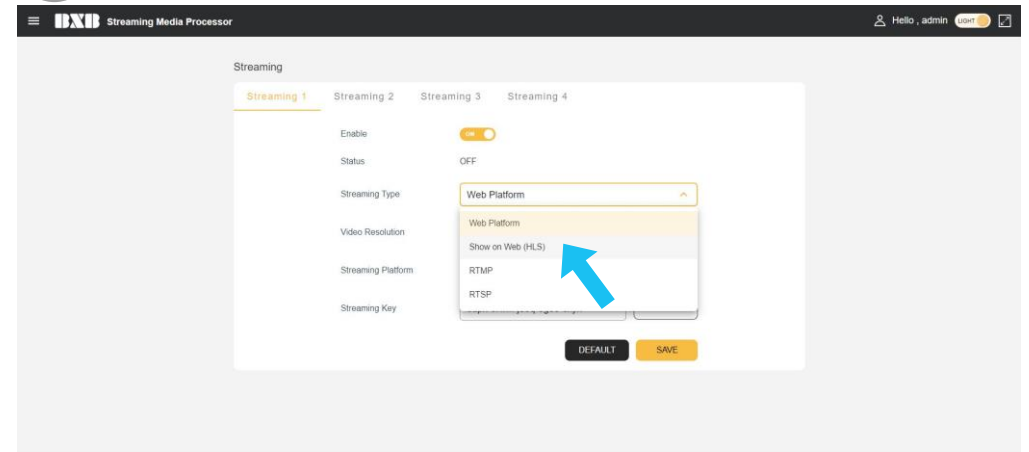 BXB Streaming Media Processor Hello , admin LIGHT
Streaming
Streaming 1 Streaming 2 Streaming 3 Streaming 4
Enable ON
Status OFF
Streaming Type Web Platform
Web Platform
Video Resolution
Show on Web (HLS)
Streaming Platform RTMP
RTSP
Streaming Key
DEFAULT SAVE